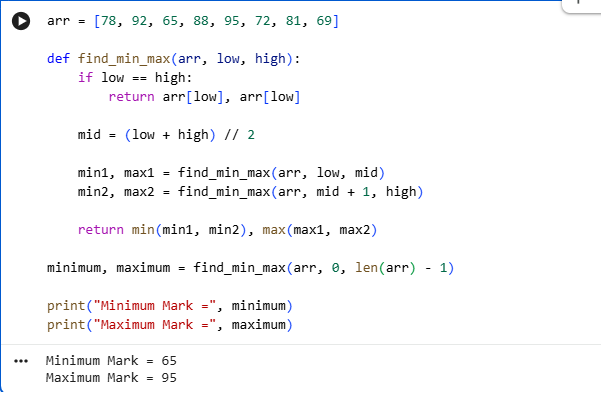 arr = [78, 92, 65, 88, 95, 72, 81, 69]
def find_min_max(arr, low, high):
    if low == high:
        return arr[low], arr[low]
    mid = (low + high) // 2
    min1, max1 = find_min_max(arr, low, mid)
    min2, max2 = find_min_max(arr, mid + 1, high)
    return min(min1, min2), max(max1, max2)
minimum, maximum = find_min_max(arr, 0, len(arr) - 1)
print("Minimum Mark =", minimum)
print("Maximum Mark =", maximum)
Minimum Mark = 65
Maximum Mark = 95